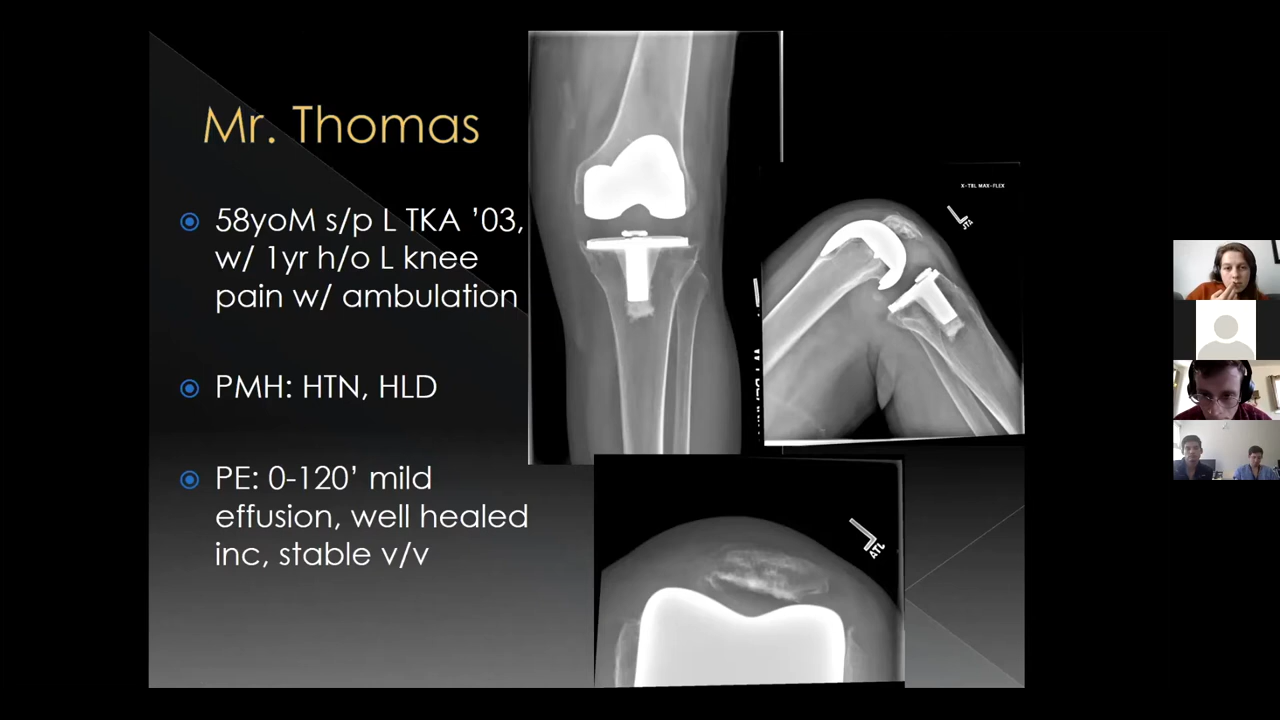 Mr. Thomas
58yoM s/p L TKA ’03,
w/ 1yr h/o L knee
pain w/ ambulation
PMH: HTN, HLD
PE: 0-120’ mild
effusion, well healed
inc, stable v/v
X-TBL MAX-FLEX
L
JTA
L